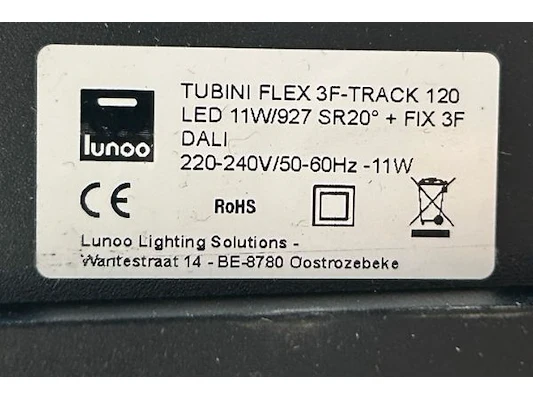 TUBINI FLEX 3F-TRACK 120
LED 11W/927 SR20° + FIX 3F
DALI
220-240V/50-60Hz -11W
lunoo
CE
RoHS
Lunoo Lighting Solutions -
Wantestraat 14 - BE-8780 Oostrozebeke